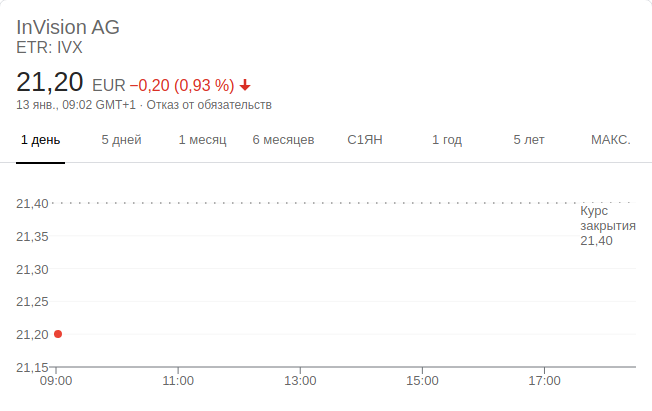 InVision AG
ETR: IVX
21,20 EUR −0,20 (0,93 %)
13 янв., 09:02 GMT+1 · Отказ от обязательств
1 день 5 дней 1 месяц 6 месяцев С1ЯН 1 год 5 лет МАКС.
21,40
Курс
закрытия
21,40
21,35
21,30
21,25
21,20
21,15
09:00 11:00 13:00 15:00 17:00